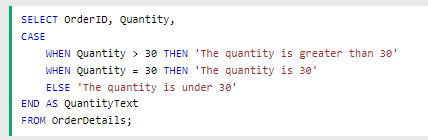 SELECT OrderID, Quantity,
CASE
    WHEN Quantity > 30 THEN 'The quantity is greater than 30'
    WHEN Quantity = 30 THEN 'The quantity is 30'
    ELSE 'The quantity is under 30'
END AS QuantityText
FROM OrderDetails;